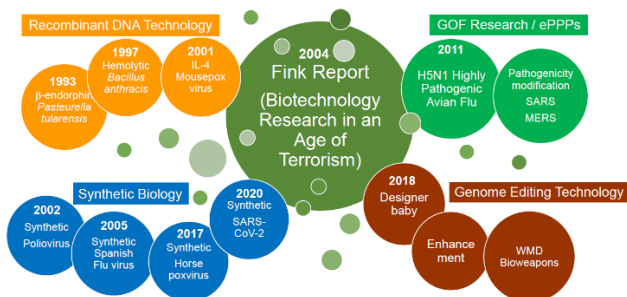 Recombinant DNA Technology
1993
β-endorphin
Pasteurella
tularensis
1997
Hemolytic
Bacillus
anthracis
2001
IL-4
Mousepox
virus
2004
Fink Report
(Biotechnology
Research in an
Age of
Terrorism)
GOF Research / ePPPs
2011
H5N1 Highly
Pathogenic
Avian Flu
Pathogenicity
modification
SARS
MERS
Synthetic Biology
2002
Synthetic
Poliovirus
2005
Synthetic
Spanish
Flu virus
2017
Synthetic
Horse
poxvirus
2020
Synthetic
SARS-
CoV-2
2018
Designer
baby
Genome Editing Technology
Enhance
ment
WMD
Bioweapons